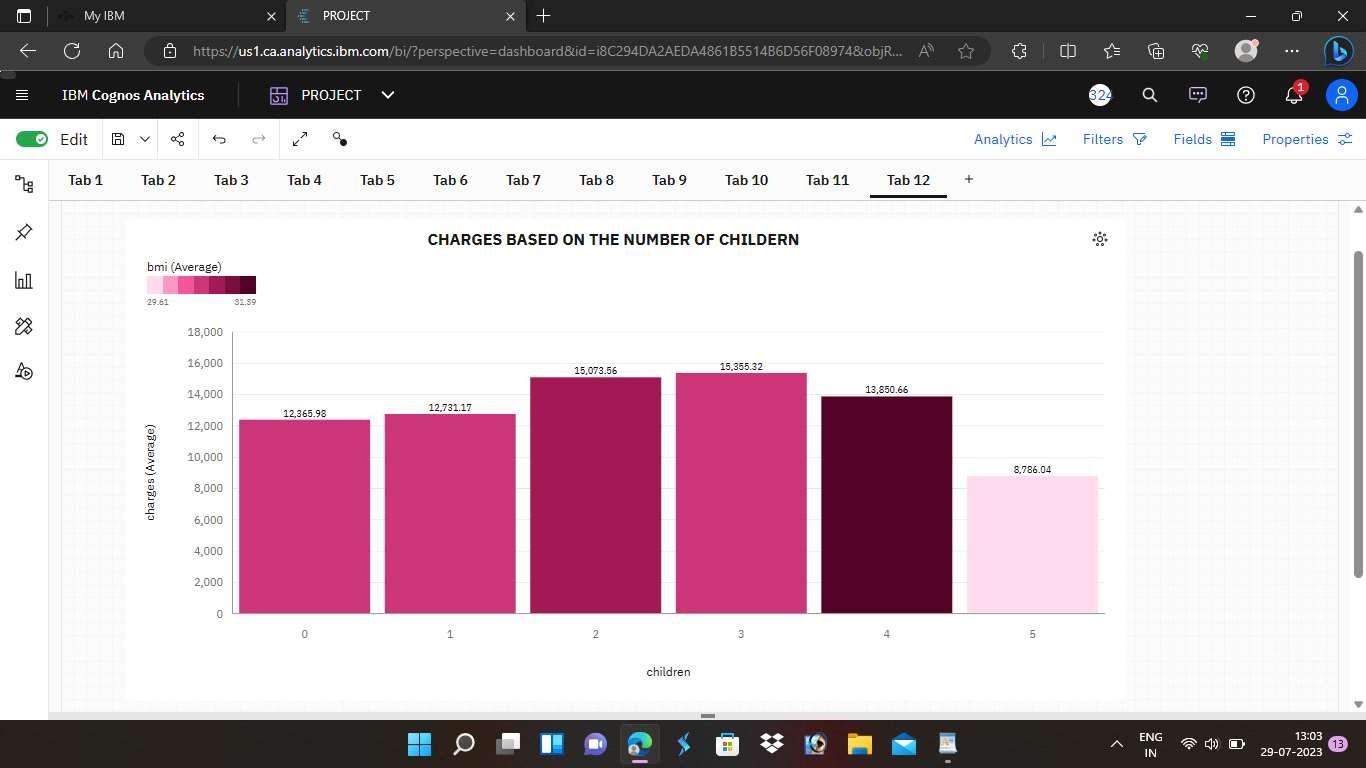 My IBM
PROJECT
https://us1.ca.analytics.ibm.com/bi/?perspective=dashboard&id=i8C294DA2AEDA4861B5514B6D56F08974&objR...
IBM Cognos Analytics
PROJECT
324
1
Edit
Analytics
Filters
Fields
Properties
Tab 1
Tab 2
Tab 3
Tab 4
Tab 5
Tab 6
Tab 7
Tab 8
Tab 9
Tab 10
Tab 11
Tab 12
CHARGES BASED ON THE NUMBER OF CHILDERN
bmi (Average)
29.61 31.39
18,000
16,000
14,000
12,000
10,000
8,000
6,000
4,000
2,000
0
charges (Average)
12,365.98
12,731.17
15,073.56
15,355.32
13,850.66
8,786.04
0 1 2 3 4 5
children
ENG
IN
13:03
29-07-2023
13